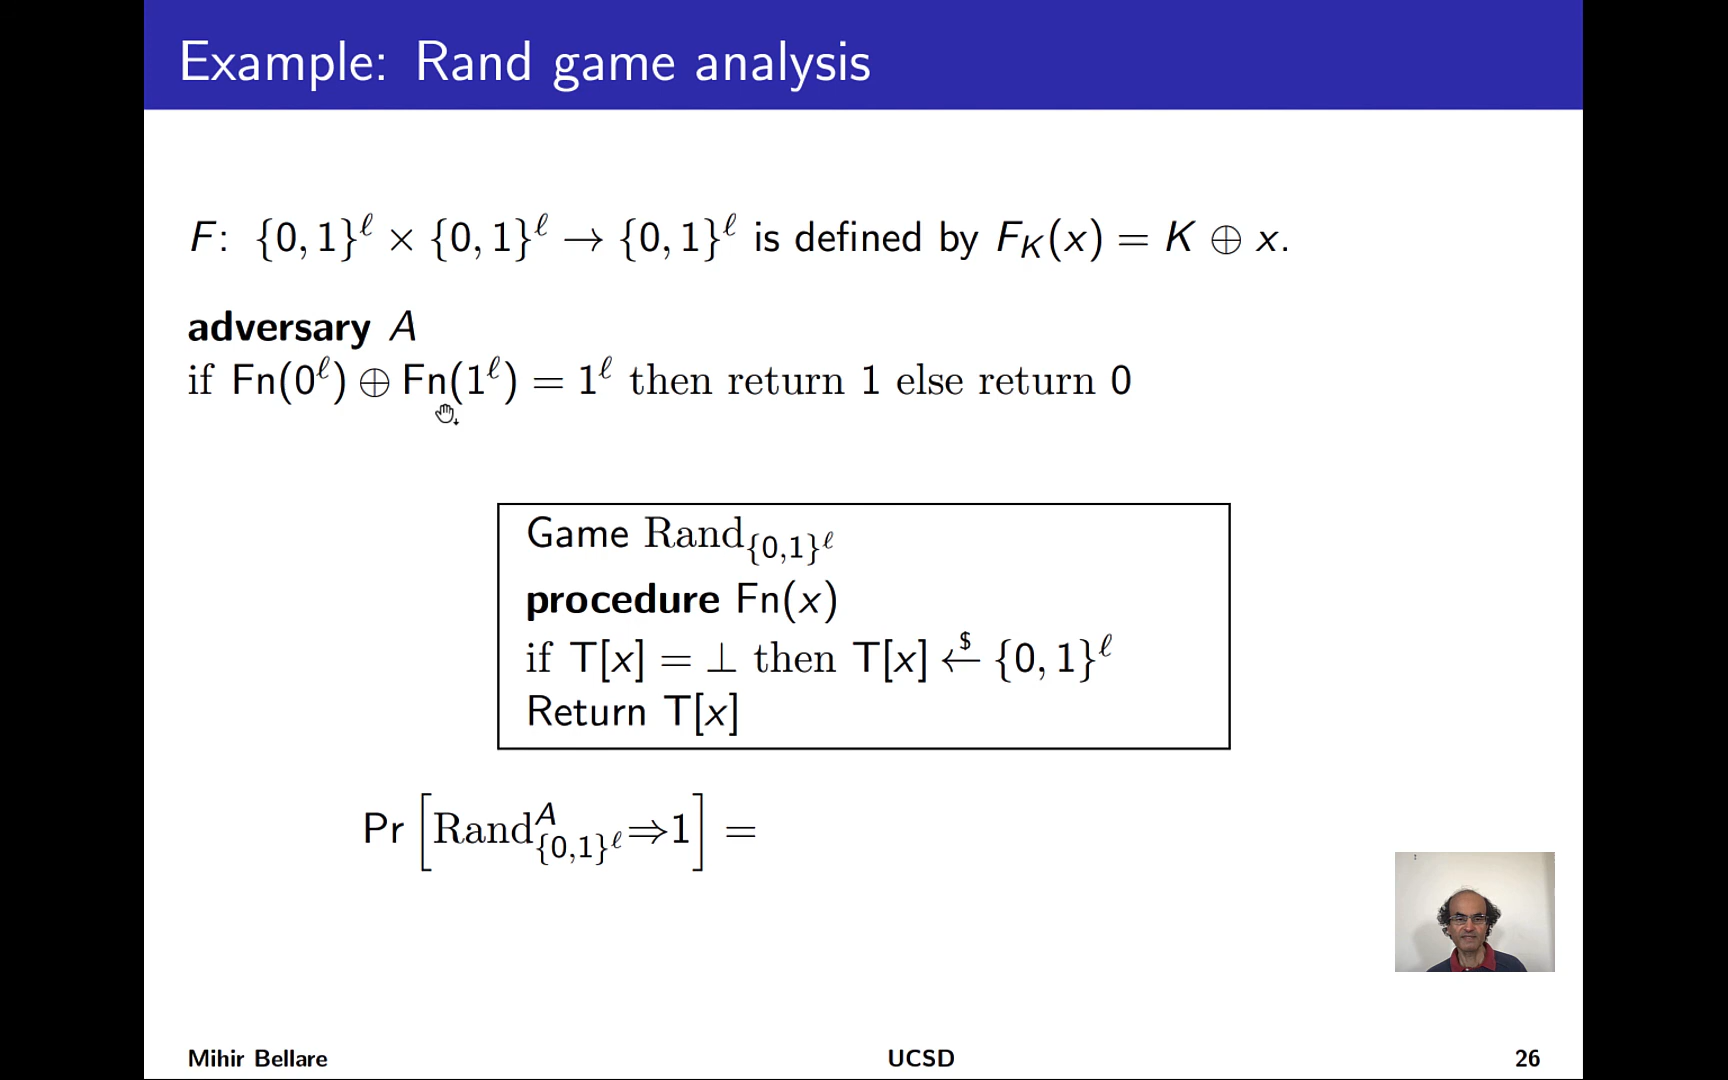 Example: Rand game analysis
F: {0, 1}^ℓ × {0, 1}^ℓ → {0, 1}^ℓ is defined by F_K(x) = K ⊕ x.
adversary A
if Fn(0^ℓ) ⊕ Fn(1^ℓ) = 1^ℓ then return 1 else return 0
Game Rand_{{0,1}^ℓ}
procedure Fn(x)
if T[x] = ⊥ then T[x] ←$ {0, 1}^ℓ
Return T[x]
Pr [Rand^A_{{0,1}^ℓ} ⇒ 1] =
Mihir Bellare UCSD 26